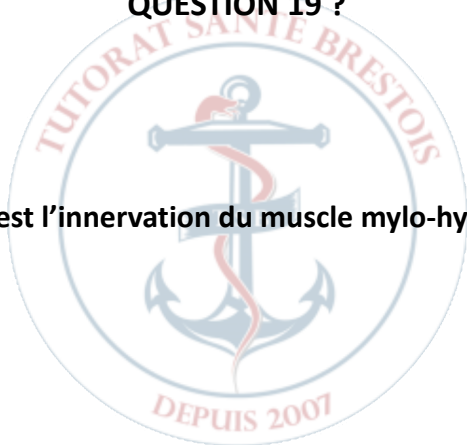 QUESTION 19 ?
TUTORAT SANTE BRESTOIS
est l’innervation du muscle mylo-hy
DEPUIS 2007